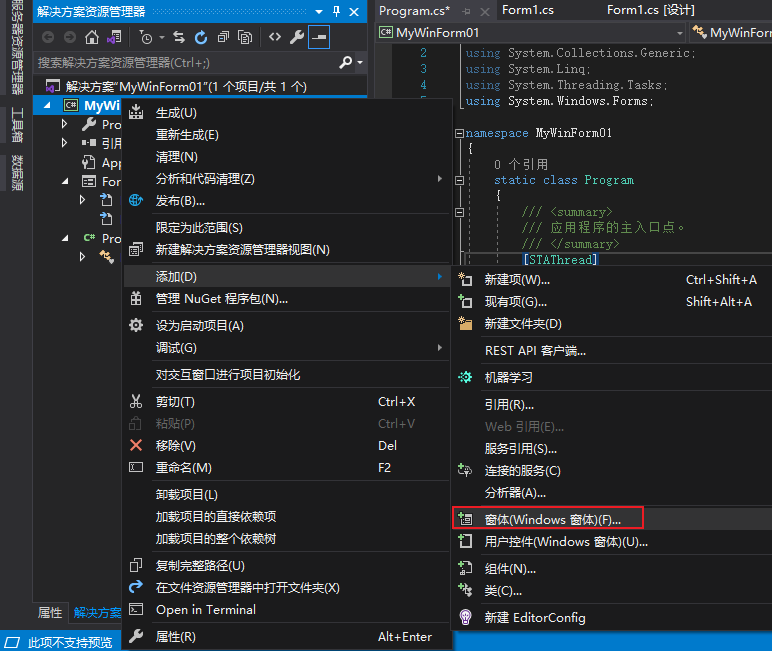 服务器资源管理器
工具箱
数据源
解决方案资源管理器
搜索解决方案资源管理器(Ctrl+;)
解决方案"MyWinForm01"(1 个项目/共 1 个)
MyWi
Pro
引用
App
For
Pro
属性
解决方案
此项不支持预览
Program.cs*
Form1.cs
Form1.cs [设计]
MyWinForm01
MyWinForm
2 using System.Collections.Generic;
3 using System.Linq;
4 using System.Threading.Tasks;
using System.Windows.Forms;
namespace MyWinForm01
{
0 个引用
static class Program
{
/// <summary>
/// 应用程序的主入口点。
/// </summary>
[STAThread]
生成(U)
重新生成(E)
清理(N)
分析和代码清理(Z)
发布(B)...
限定为此范围(S)
新建解决方案资源管理器视图(N)
添加(D)
管理 NuGet 程序包(N)...
设为启动项目(A)
调试(G)
对交互窗口进行项目初始化
剪切(T) Ctrl+X
粘贴(P) Ctrl+V
移除(V) Del
重命名(M) F2
卸载项目(L)
加载项目的直接依赖项
加载项目的整个依赖树
复制完整路径(U)
在文件资源管理器中打开文件夹(X)
Open in Terminal
属性(R) Alt+Enter
新建项(W)... Ctrl+Shift+A
现有项(G)... Shift+Alt+A
新建文件夹(D)
REST API 客户端...
机器学习
引用(R)...
Web 引用(E)...
服务引用(S)...
连接的服务(C)
分析器(A)...
窗体(Windows 窗体)(F)...
用户控件(Windows 窗体)(U)...
组件(N)...
类(C)...
新建 EditorConfig